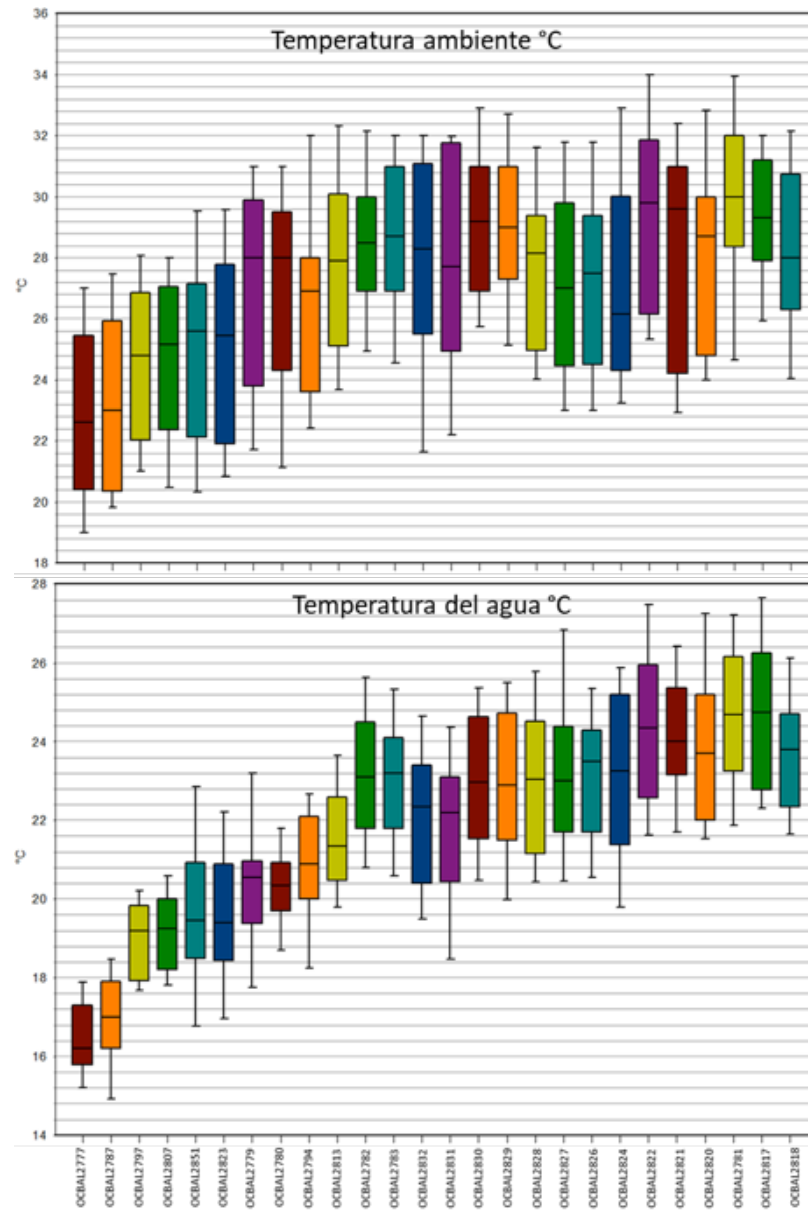 Temperatura ambiente °C
36
34
32
30
28
26
24
22
20
18
°C
Temperatura del agua °C
28
26
24
22
20
18
16
14
°C
OCBAL2777
OCBAL2787
OCBAL2797
OCBAL2807
OCBAL2851
OCBAL2823
OCBAL2779
OCBAL2780
OCBAL2794
OCBAL2813
OCBAL2782
OCBAL2783
OCBAL2832
OCBAL2831
OCBAL2830
OCBAL2829
OCBAL2828
OCBAL2827
OCBAL2826
OCBAL2824
OCBAL2822
OCBAL2821
OCBAL2820
OCBAL2781
OCBAL2817
OCBAL2818